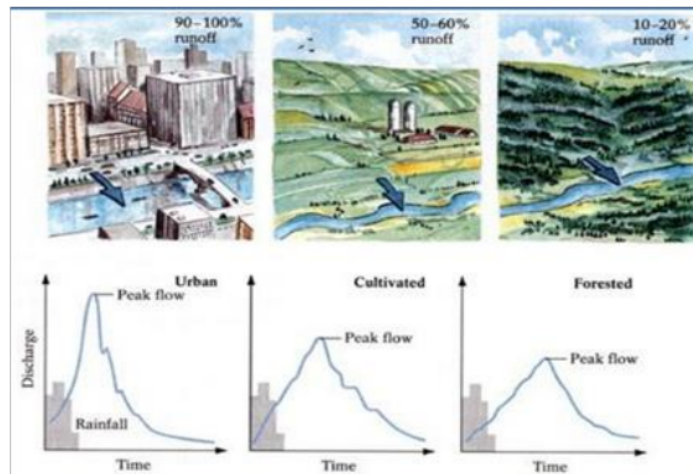 90–100%
runoff
50–60%
runoff
10–20%
runoff
Urban
Peak flow
Discharge
Rainfall
Time
Cultivated
Peak flow
Time
Forested
Peak flow
Time